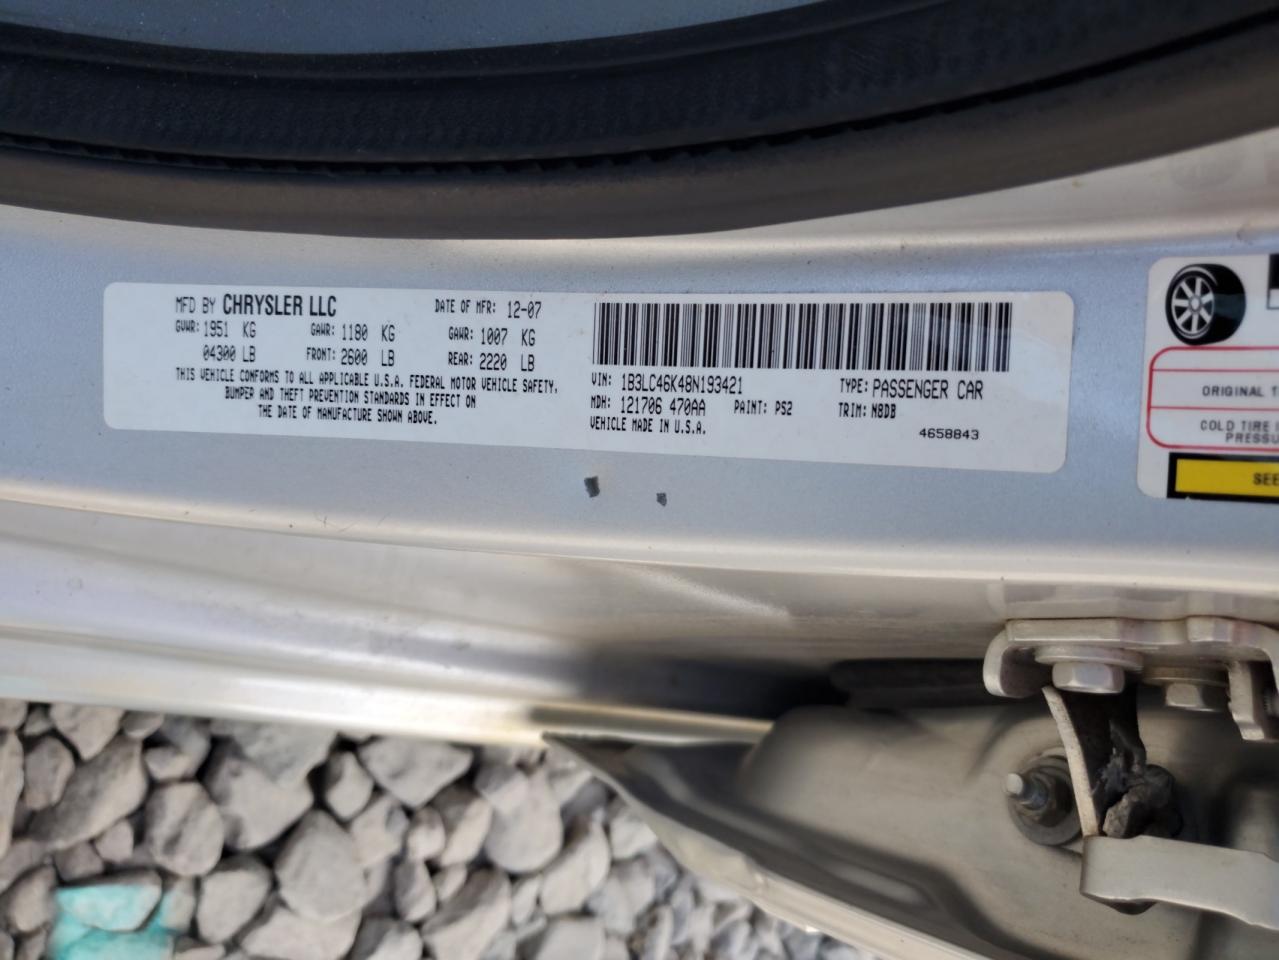 MFD BY CHRYSLER LLC DATE OF MFR: 12-07
GVWR: 1951 KG GAWR: 1180 KG GAWR: 1007 KG
04300 LB FRONT: 2600 LB REAR: 2220 LB
THIS VEHICLE CONFORMS TO ALL APPLICABLE U.S.A. FEDERAL MOTOR VEHICLE SAFETY,
BUMPER AND THEFT PREVENTION STANDARDS IN EFFECT ON
THE DATE OF MANUFACTURE SHOWN ABOVE.
VIN: 1B3LC46K48N193421 TYPE: PASSENGER CAR
MDH: 121706 470AA PAINT: PS2 TRIM: N8DB
VEHICLE MADE IN U.S.A. 4658843
ORIGINAL
COLD TIRE
SEE